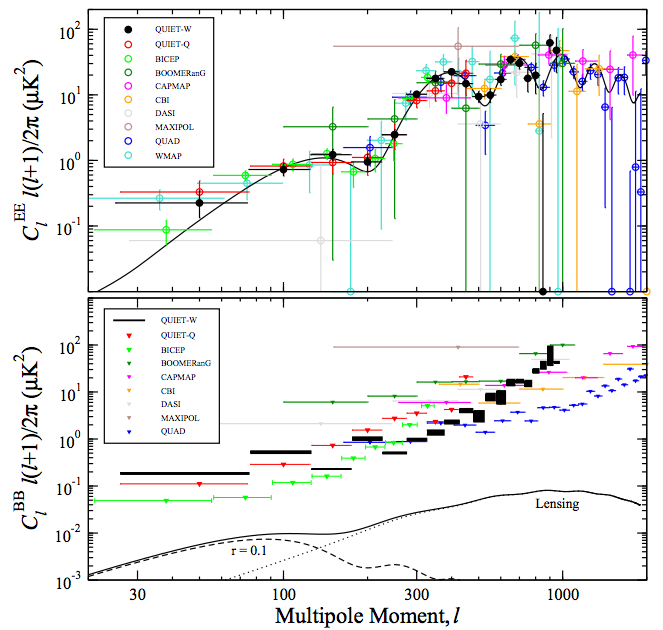 C_l^EE l(l+1)/2π (μK²)
10²
10¹
10⁰
10⁻¹
QUIET-W
QUIET-Q
BICEP
BOOMERanG
CAPMAP
CBI
DASI
MAXIPOL
QUAD
WMAP
C_l^BB l(l+1)/2π (μK²)
10²
10¹
10⁰
10⁻¹
10⁻²
10⁻³
QUIET-W
QUIET-Q
BICEP
BOOMERanG
CAPMAP
CBI
DASI
MAXIPOL
QUAD
Lensing
r = 0.1
30
100
300
1000
Multipole Moment, l